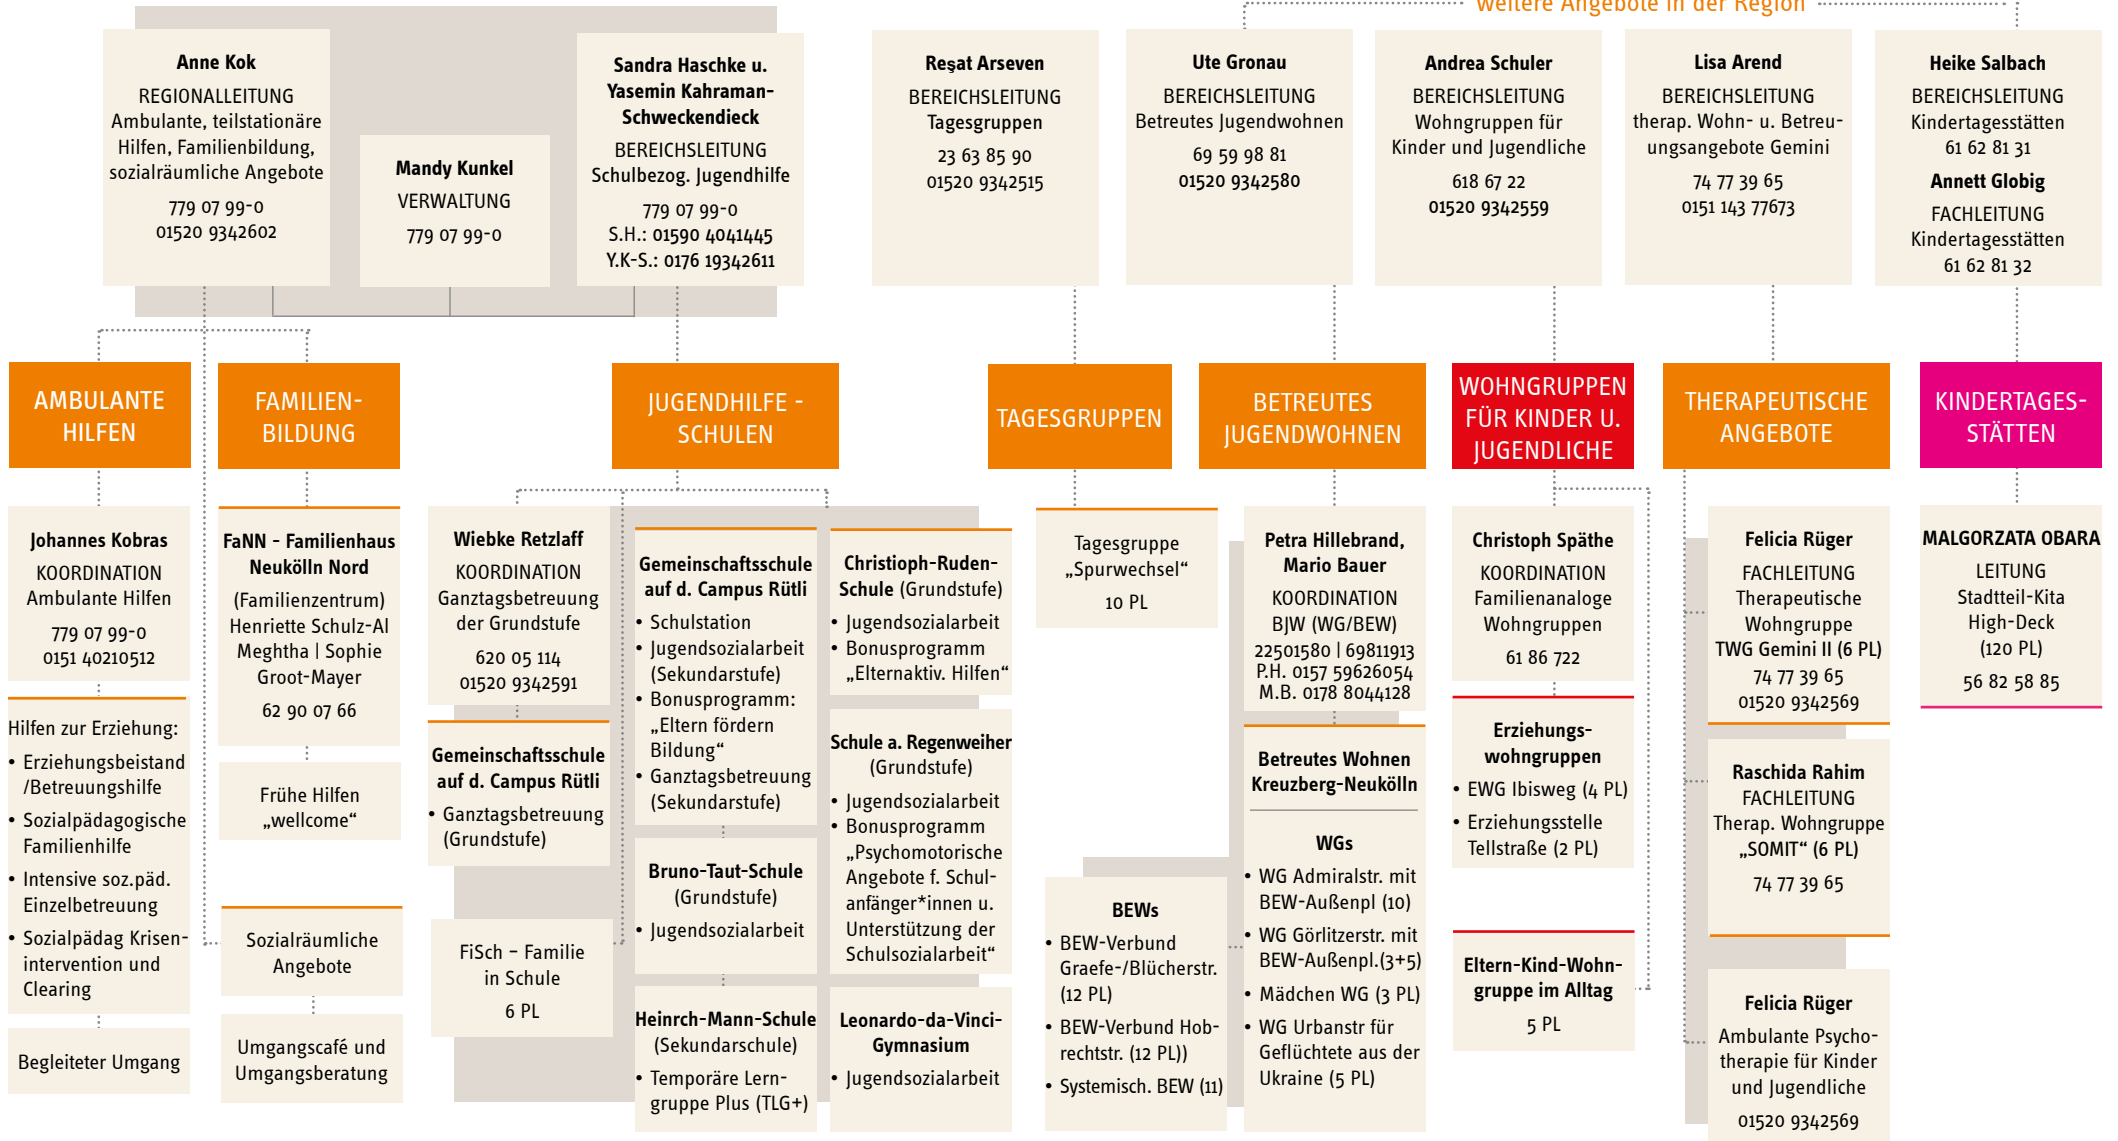 Weitere Angebote in der Region
Anne Kok
REGIONALLEITUNG
Ambulante, teilstationäre
Hilfen, Familienbildung,
sozialräumliche Angebote
779 07 99-0
01520 9342602
Mandy Kunkel
VERWALTUNG
779 07 99-0
Sandra Haschke u.
Yasemin Kahraman-
Schweckendieck
BEREICHSLEITUNG
Schulbezog. Jugendhilfe
779 07 99-0
S.H.: 01590 4041445
Y.K-S.: 0176 19342611
Reşat Arseven
BEREICHSLEITUNG
Tagesgruppen
23 63 85 90
01520 9342515
Ute Gronau
BEREICHSLEITUNG
Betreutes Jugendwohnen
69 59 98 81
01520 9342580
Andrea Schuler
BEREICHSLEITUNG
Wohngruppen für
Kinder und Jugendliche
618 67 22
01520 9342559
Lisa Arend
BEREICHSLEITUNG
therap. Wohn- u. Betreu-
ungsangebote Gemini
74 77 39 65
0151 143 77673
Heike Salbach
BEREICHSLEITUNG
Kindertagesstätten
61 62 81 31
Annett Globig
FACHLEITUNG
Kindertagesstätten
61 62 81 32
AMBULANTE
HILFEN
FAMILIEN-
BILDUNG
JUGENDHILFE -
SCHULEN
TAGESGRUPPEN
BETREUTES
JUGENDWOHNEN
WOHNGRUPPEN
FÜR KINDER U.
JUGENDLICHE
THERAPEUTISCHE
ANGEBOTE
KINDERTAGES-
STÄTTEN
Johannes Kobras
KOORDINATION
Ambulante Hilfen
779 07 99-0
0151 40210512
Hilfen zur Erziehung:
• Erziehungsbeistand
/Betreuungshilfe
• Sozialpädagogische
Familienhilfe
• Intensive soz.päd.
Einzelbetreuung
• Sozialpädag Krisen-
intervention und
Clearing
Begleiteter Umgang
FaNN - Familienhaus
Neukölln Nord
(Familienzentrum)
Henriette Schulz-Al
Meghtha | Sophie
Groot-Mayer
62 90 07 66
Frühe Hilfen
„wellcome“
Sozialräumliche
Angebote
Umgangscafé und
Umgangsberatung
Wiebke Retzlaff
KOORDINATION
Ganztagsbetreuung
der Grundstufe
620 05 114
01520 9342591
Gemeinschaftsschule
auf d. Campus Rütli
• Ganztagsbetreuung
(Grundstufe)
FiSch – Familie
in Schule
6 PL
Gemeinschaftsschule
auf d. Campus Rütli
• Schulstation
• Jugendsozialarbeit
(Sekundarstufe)
• Bonusprogramm:
„Eltern fördern
Bildung“
• Ganztagsbetreuung
(Sekundarstufe)
Bruno-Taut-Schule
(Grundstufe)
• Jugendsozialarbeit
Heinrch-Mann-Schule
(Sekundarschule)
• Temporäre Lern-
gruppe Plus (TLG+)
Christioph-Ruden-
Schule (Grundstufe)
• Jugendsozialarbeit
• Bonusprogramm
„Elternaktiv. Hilfen“
Schule a. Regenweiher
(Grundstufe)
• Jugendsozialarbeit
• Bonusprogramm
„Psychomotorische
Angebote f. Schul-
anfänger*innen u.
Unterstützung der
Schulsozialarbeit“
Leonardo-da-Vinci-
Gymnasium
• Jugendsozialarbeit
Tagesgruppe
„Spurwechsel“
10 PL
Petra Hillebrand,
Mario Bauer
KOORDINATION
BJW (WG/BEW)
22501580 | 69811913
P.H. 0157 59626054
M.B. 0178 8044128
Betreutes Wohnen
Kreuzberg-Neukölln
WGs
• WG Admiralstr. mit
BEW-Außenpl (10)
• WG Görlitzerstr. mit
BEW-Außenpl.(3+5)
• Mädchen WG (3 PL)
• WG Urbanstr für
Geflüchtete aus der
Ukraine (5 PL)
BEWs
• BEW-Verbund
Graefe-/Blücherstr.
(12 PL)
• BEW-Verbund Hob-
rechtstr. (12 PL))
• Systemisch. BEW (11)
Christoph Späthe
KOORDINATION
Familienanaloge
Wohngruppen
61 86 722
Erziehungs-
wohngruppen
• EWG Ibisweg (4 PL)
• Erziehungsstelle
Tellstraße (2 PL)
Eltern-Kind-Wohn-
gruppe im Alltag
5 PL
Felicia Rüger
FACHLEITUNG
Therapeutische
Wohngruppe
TWG Gemini II (6 PL)
74 77 39 65
01520 9342569
Raschida Rahim
FACHLEITUNG
Therap. Wohngruppe
„SOMIT“ (6 PL)
74 77 39 65
Felicia Rüger
Ambulante Psycho-
therapie für Kinder
und Jugendliche
01520 9342569
MALGORZATA OBARA
LEITUNG
Stadtteil-Kita
High-Deck
(120 PL)
56 82 58 85